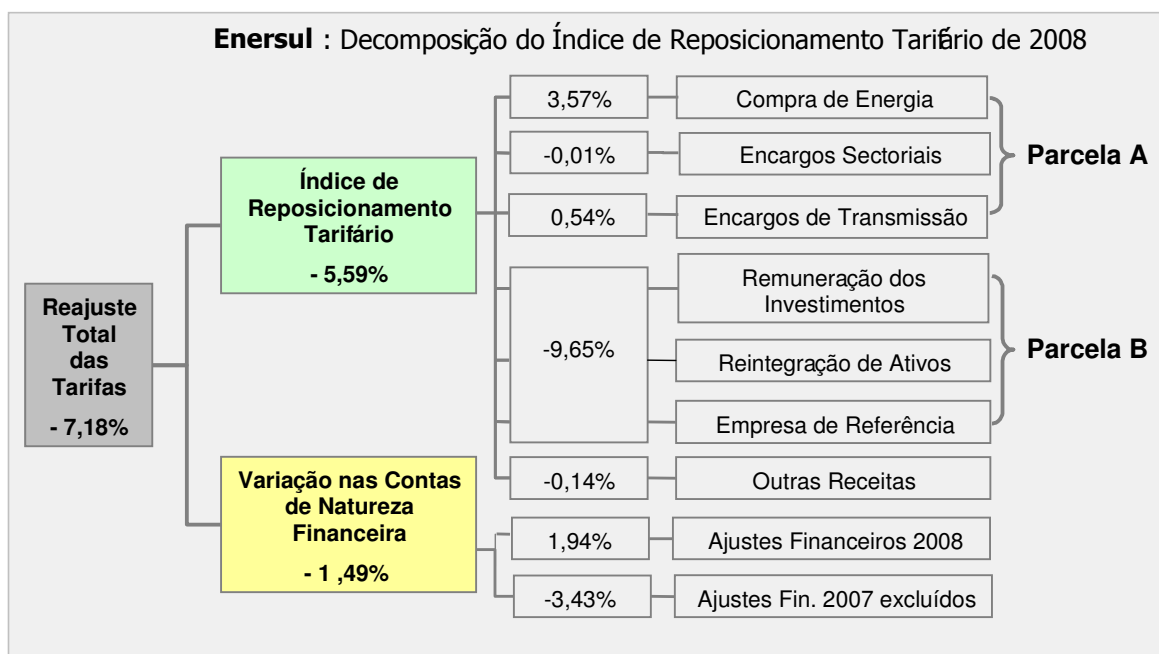 Enersul : Decomposição do Índice de Reposicionamento Tarifário de 2008
3,57%
Compra de Energia
-0,01%
Encargos Sectoriais
Parcela A
0,54%
Encargos de Transmissão
Índice de
Reposicionamento
Tarifário
- 5,59%
Reajuste
Total
das
Tarifas
- 7,18%
-9,65%
Remuneração dos
Investimentos
Reintegração de Ativos
Parcela B
Empresa de Referência
Variação nas Contas
de Natureza
Financeira
- 1 ,49%
-0,14%
Outras Receitas
1,94%
Ajustes Financeiros 2008
-3,43%
Ajustes Fin. 2007 excluídos